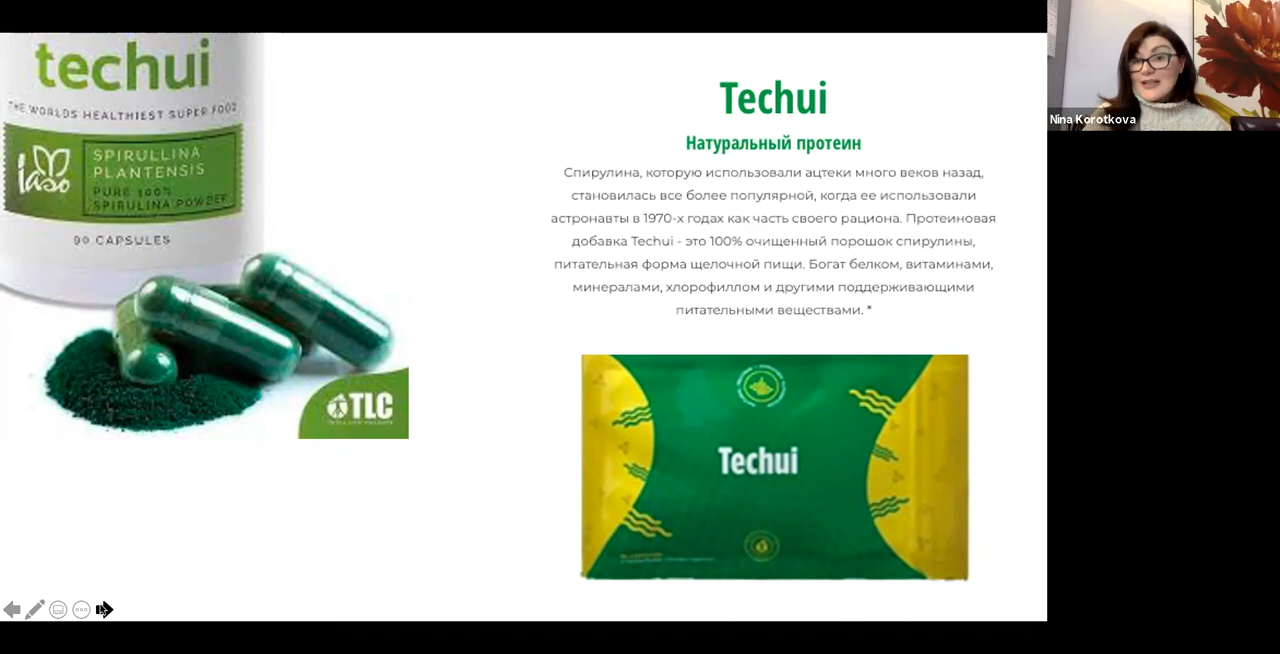 techui
THE WORLDS HEALTHIEST SUPER FOOD
iaso
SPIRULLINA
PLANTENSIS
PURE 100%
SPIRULINA POWDER
90 CAPSULES
TLC
Techui
Натуральный протеин
Спирулина, которую использовали ацтеки много веков назад,
становилась все более популярной, когда ее использовали
астронавты в 1970-х годах как часть своего рациона. Протеиновая
добавка Techui - это 100% очищенный порошок спирулины,
питательная форма щелочной пищи. Богат белком, витаминами,
минералами, хлорофиллом и другими поддерживающими
питательными веществами. *
Techui
Nina Korotkova